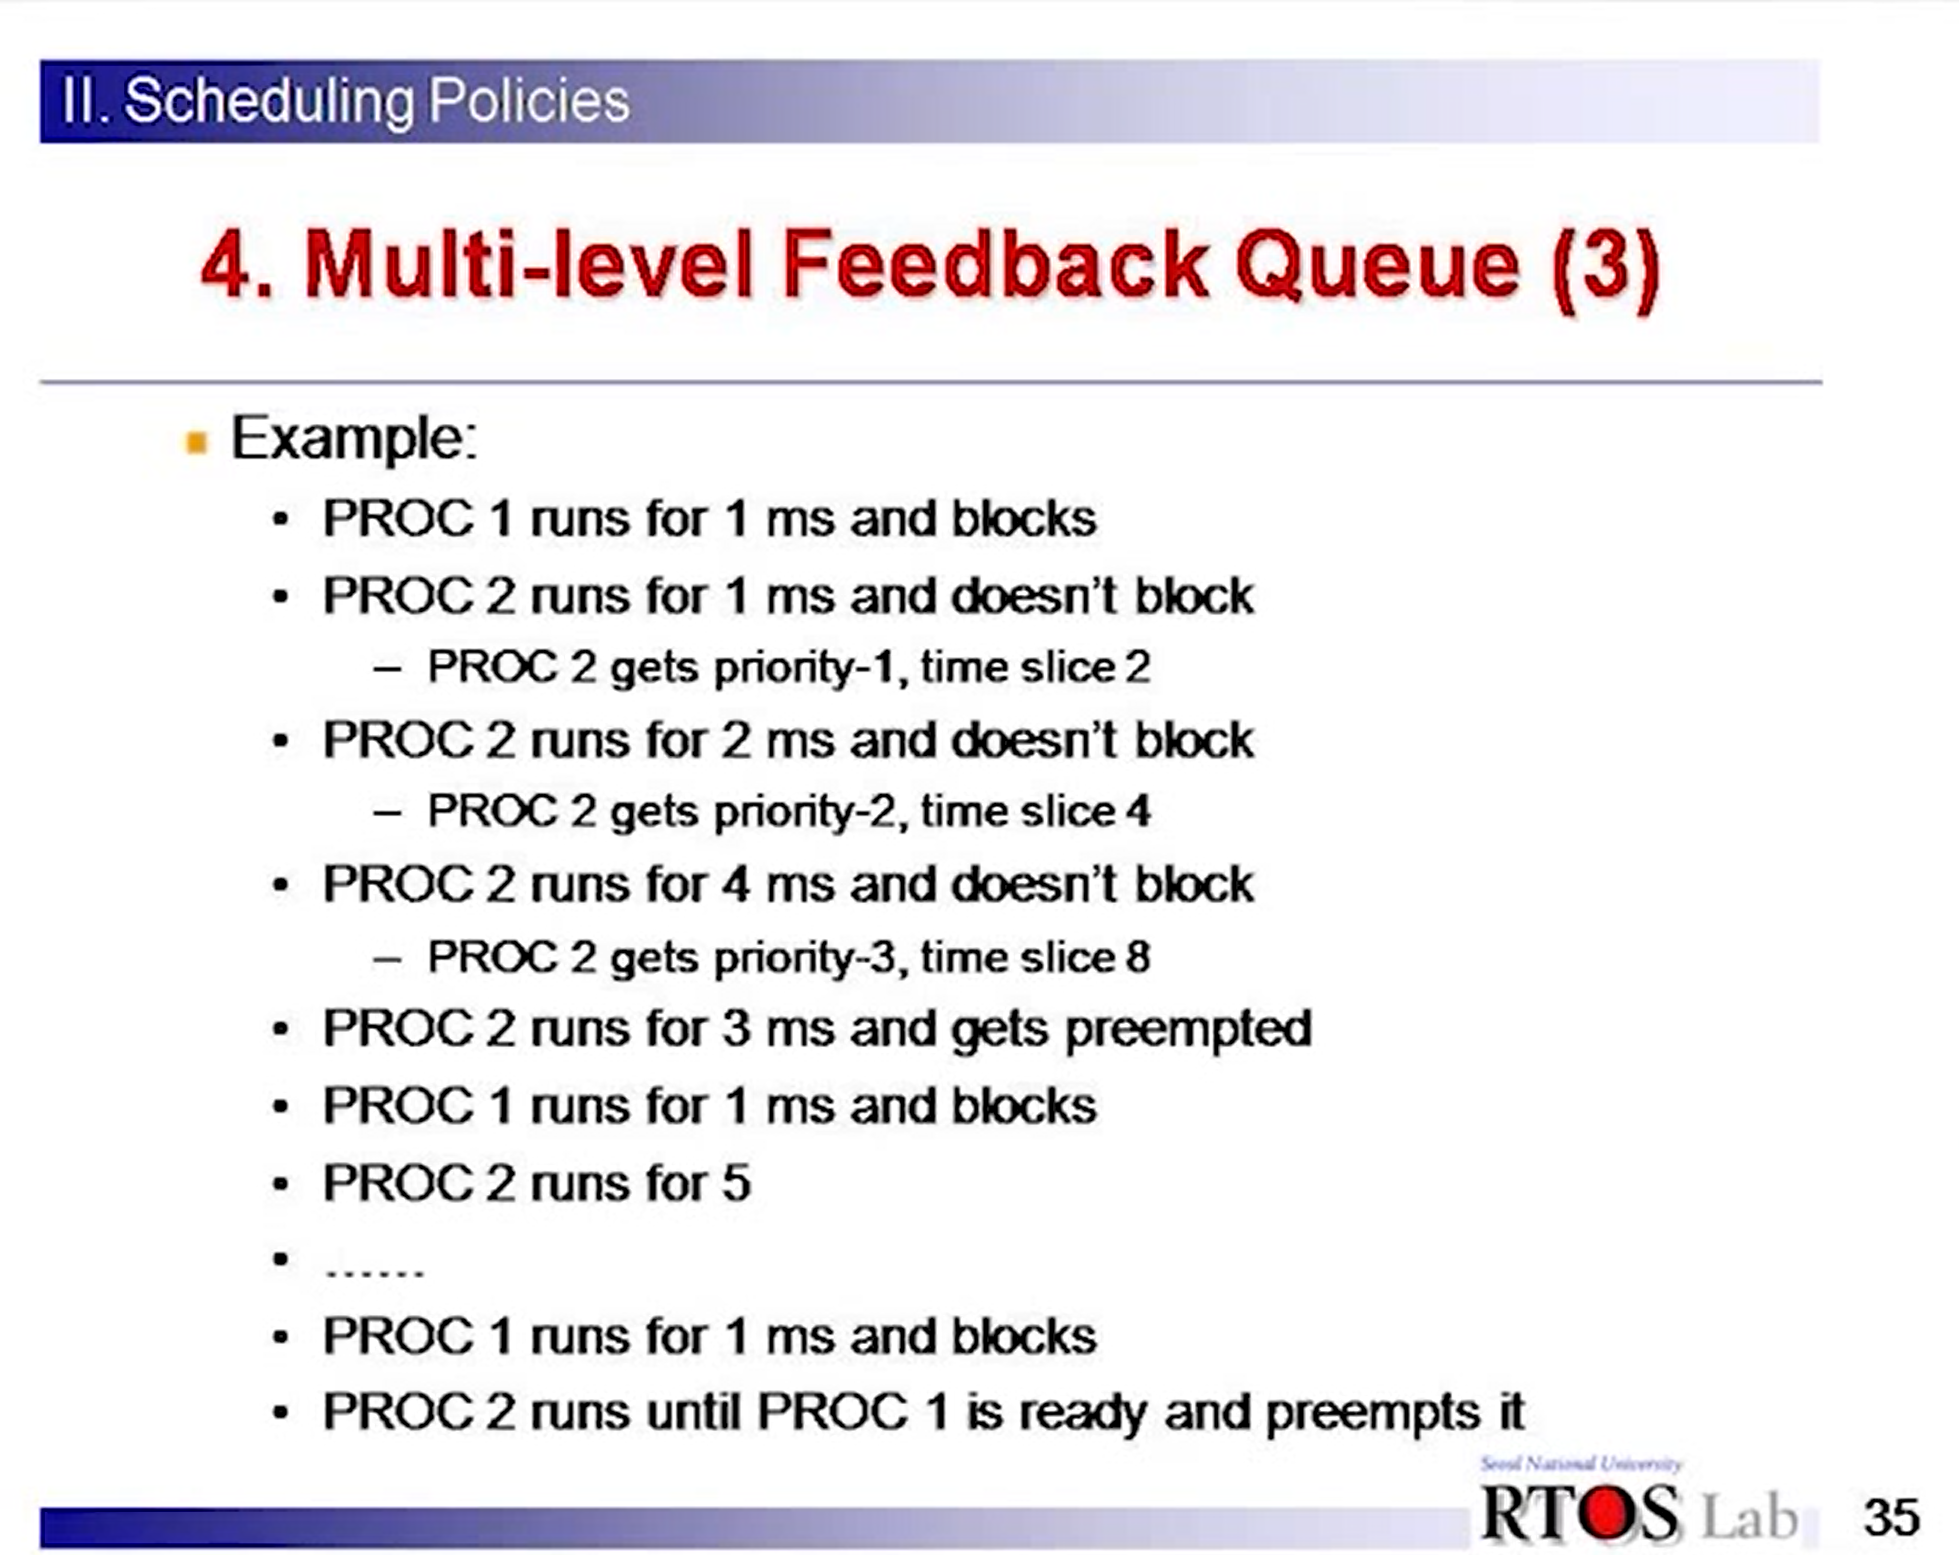 II. Scheduling Policies
4. Multi-level Feedback Queue (3)
Example:
• PROC 1 runs for 1 ms and blocks
• PROC 2 runs for 1 ms and doesn't block
– PROC 2 gets priority-1, time slice 2
• PROC 2 runs for 2 ms and doesn't block
– PROC 2 gets priority-2, time slice 4
• PROC 2 runs for 4 ms and doesn't block
– PROC 2 gets priority-3, time slice 8
• PROC 2 runs for 3 ms and gets preempted
• PROC 1 runs for 1 ms and blocks
• PROC 2 runs for 5
• ......
• PROC 1 runs for 1 ms and blocks
• PROC 2 runs until PROC 1 is ready and preempts it
Seoul National University
RTOS Lab
35